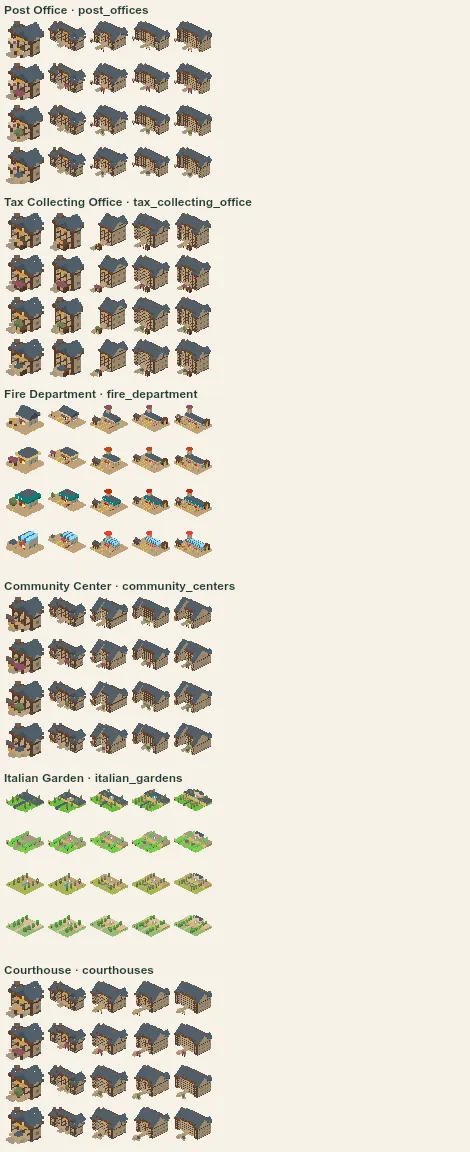 Post Office · post_offices
Tax Collecting Office · tax_collecting_office
Fire Department · fire_department
Community Center · community_centers
Italian Garden · italian_gardens
Courthouse · courthouses